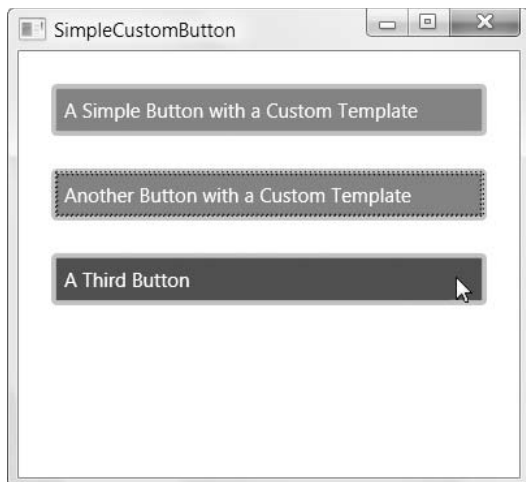 SimpleCustomButton
A Simple Button with a Custom Template
Another Button with a Custom Template
A Third Button